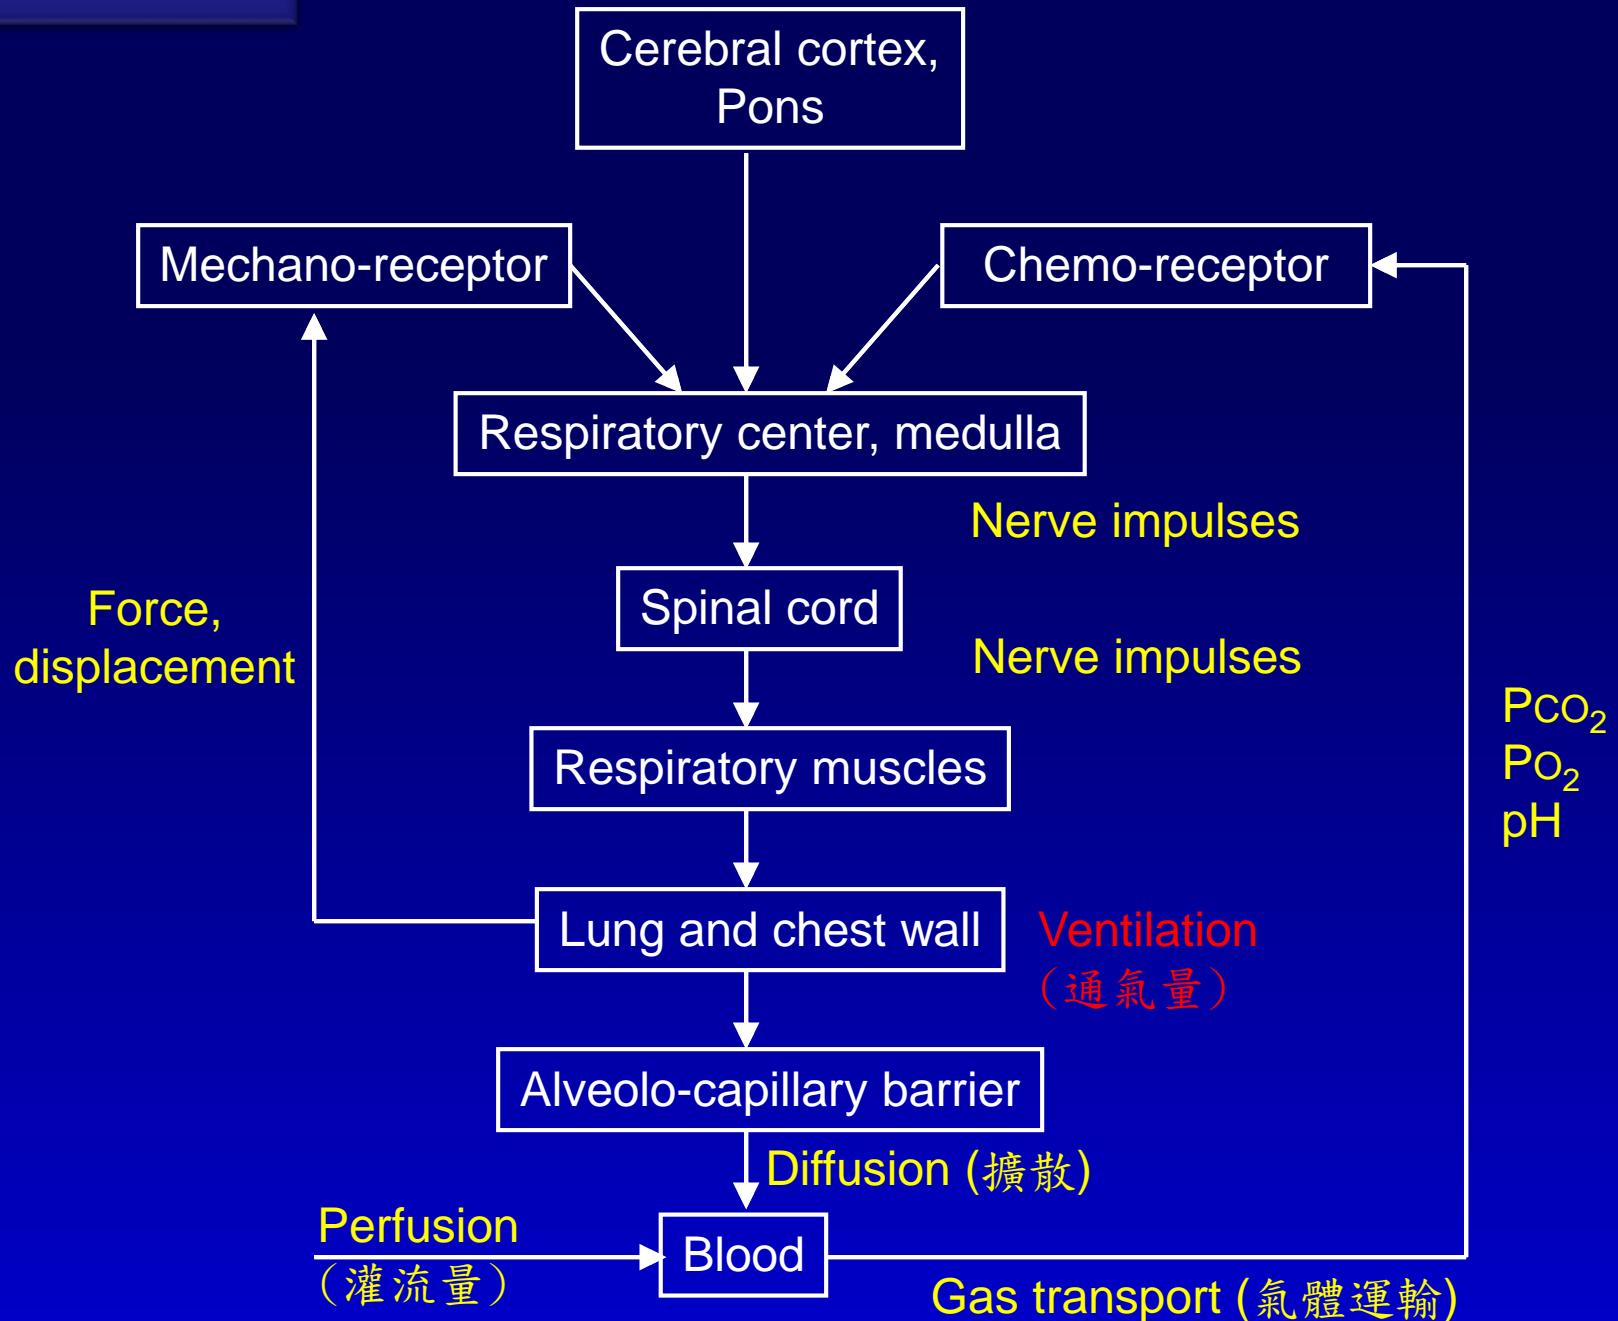 Cerebral cortex,
Pons
Mechano-receptor
Chemo-receptor
Respiratory center, medulla
Nerve impulses
Spinal cord
Force,
displacement
Nerve impulses
PCO₂
PO₂
pH
Respiratory muscles
Lung and chest wall
Ventilation
（通氣量）
Alveolo-capillary barrier
Diffusion (擴散)
Perfusion
（灌流量）
Blood
Gas transport (氣體運輸)